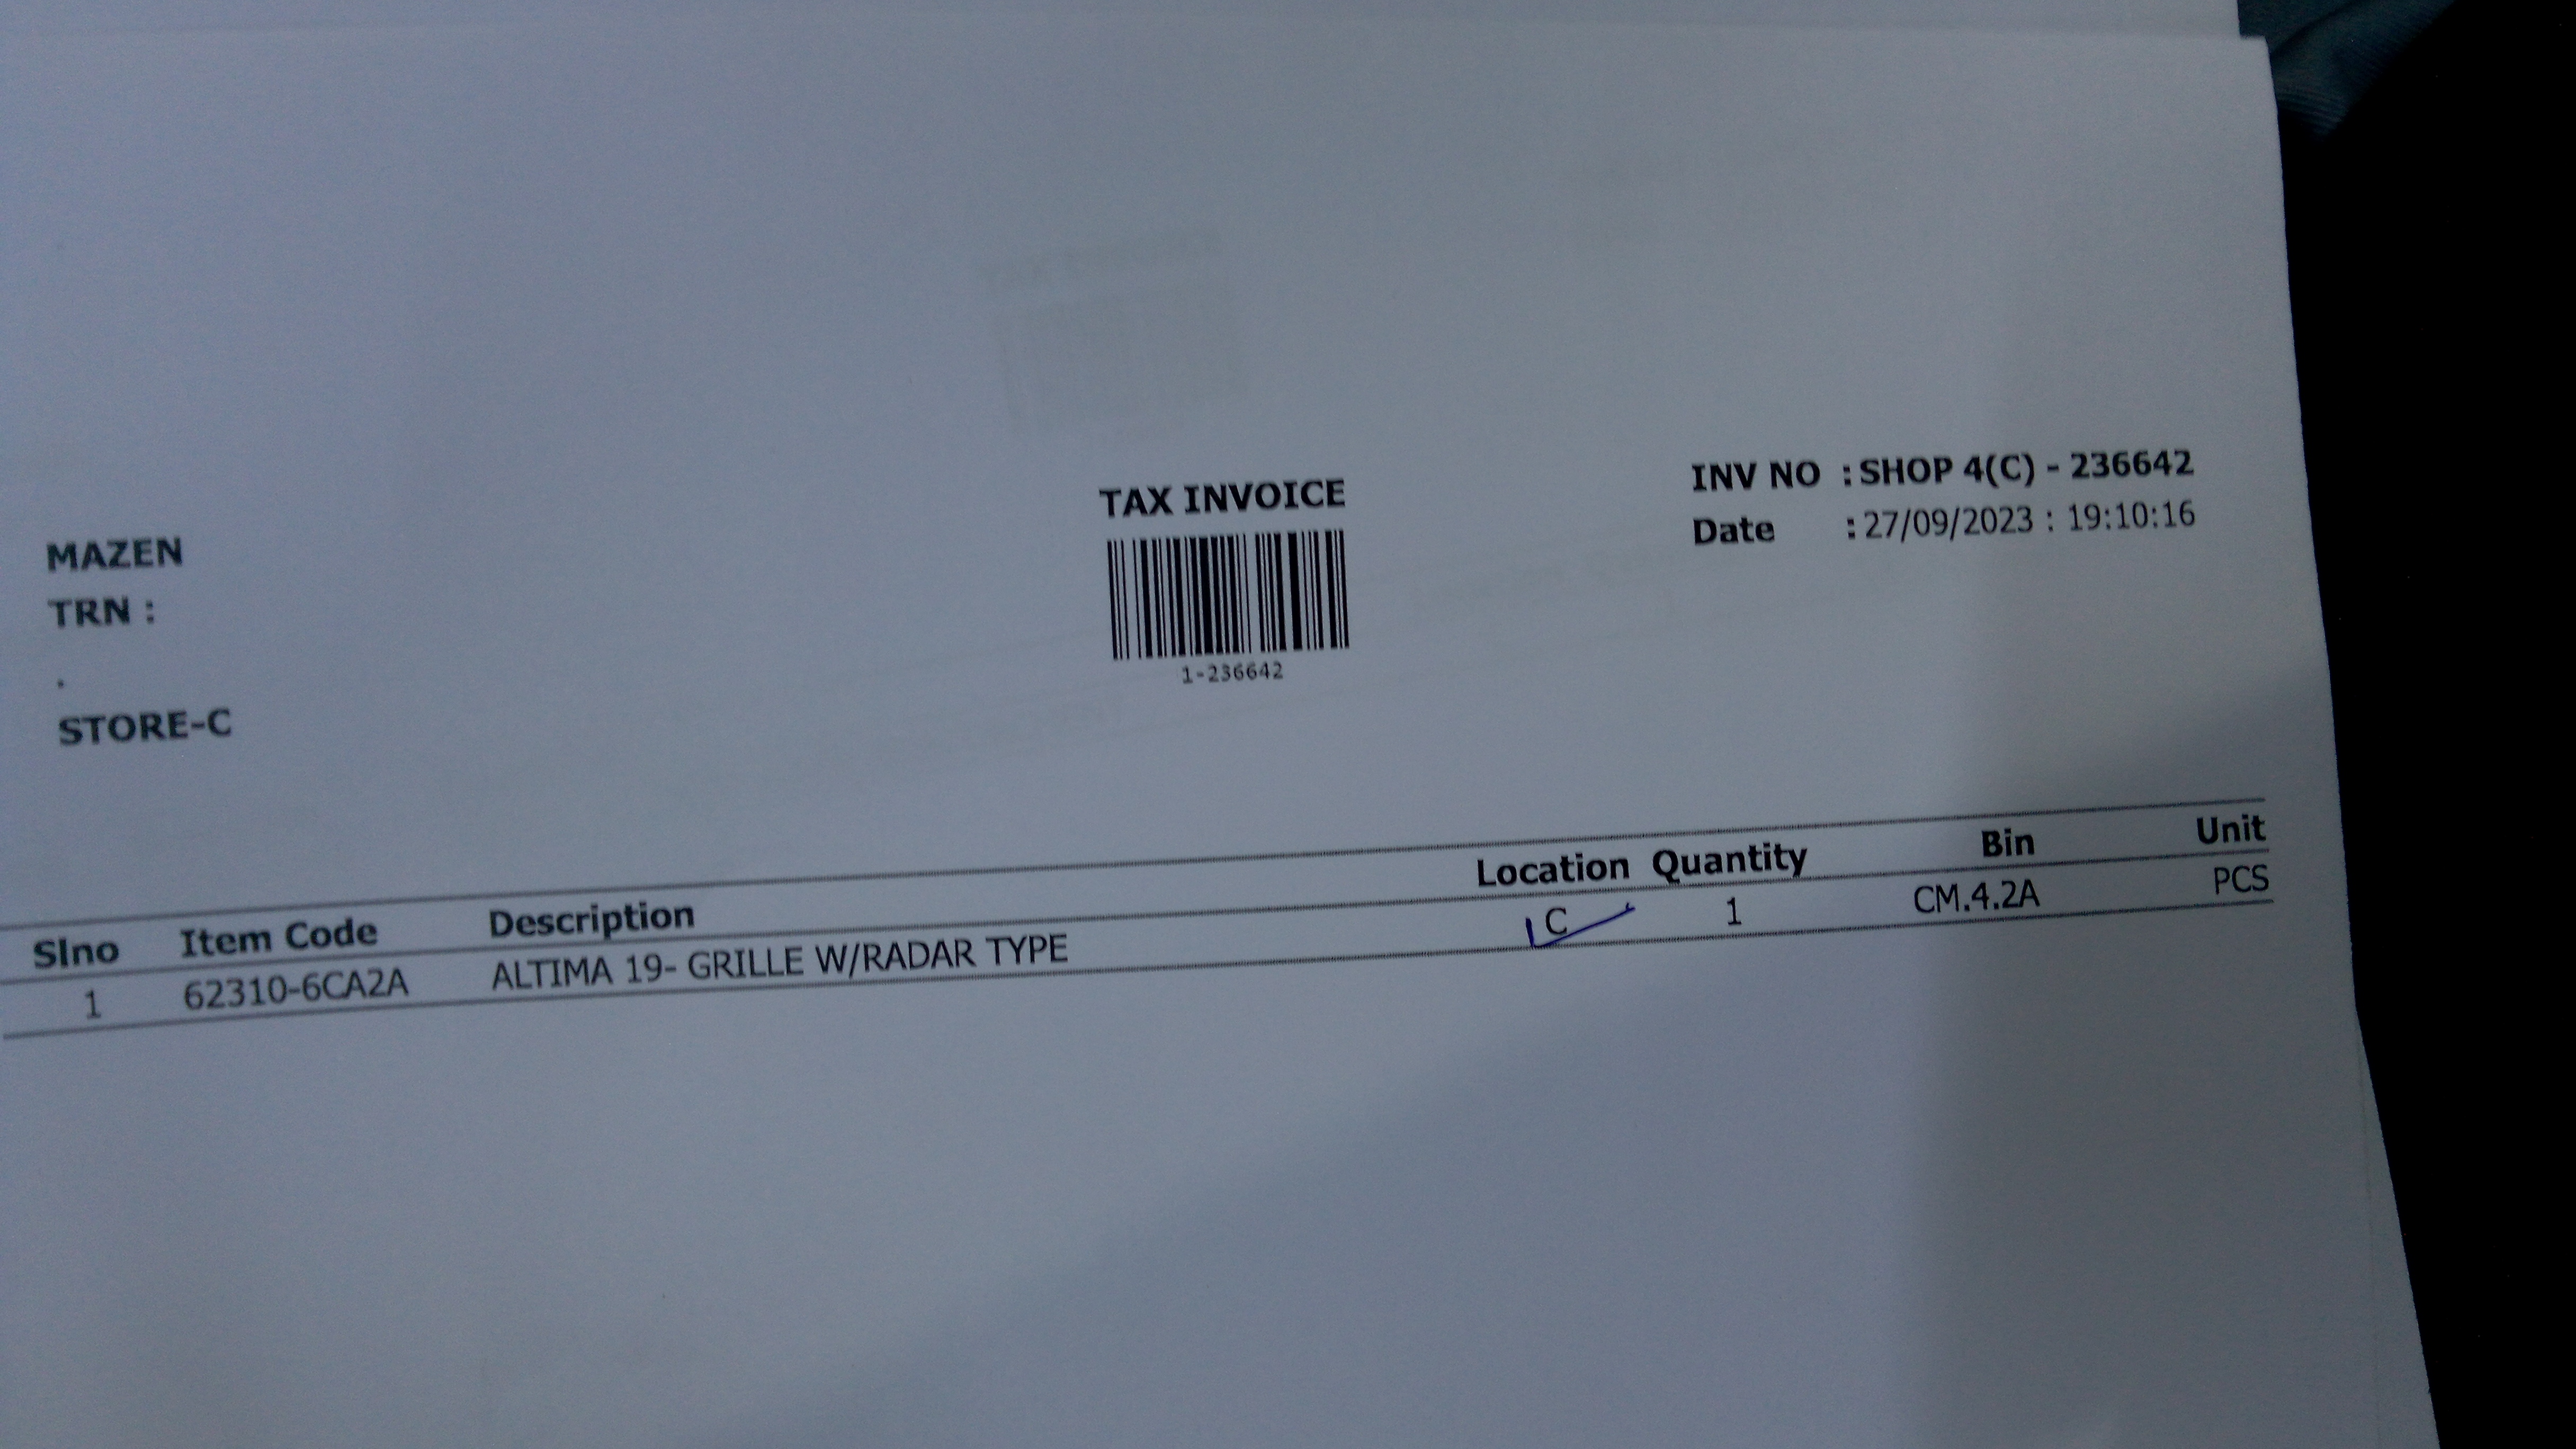 TAX INVOICE
INV NO : SHOP 4(C) - 236642
Date : 27/09/2023 : 19:10:16
MAZEN
TRN :
.
STORE-C
1-236642
Slno Item Code Description Location Quantity Bin Unit
1 62310-6CA2A ALTIMA 19- GRILLE W/RADAR TYPE C 1 CM.4.2A PCS